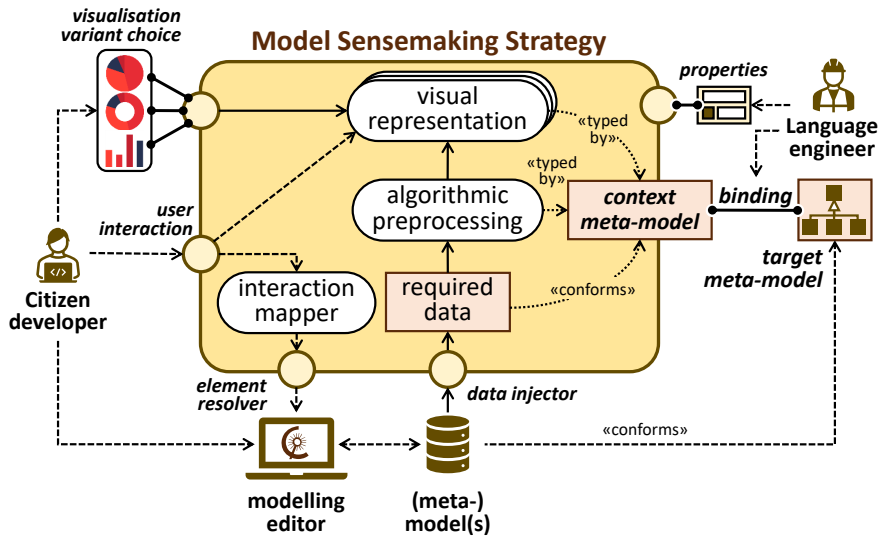 visualisation
variant choice
Model Sensemaking Strategy
properties
Language
engineer
visual
representation
«typed
by»
«typed
by»
algorithmic
preprocessing
context
meta-model
binding
target
meta-model
user
interaction
Citizen
developer
interaction
mapper
required
data
«conforms»
element
resolver
data injector
«conforms»
modelling
editor
(meta-)
model(s)